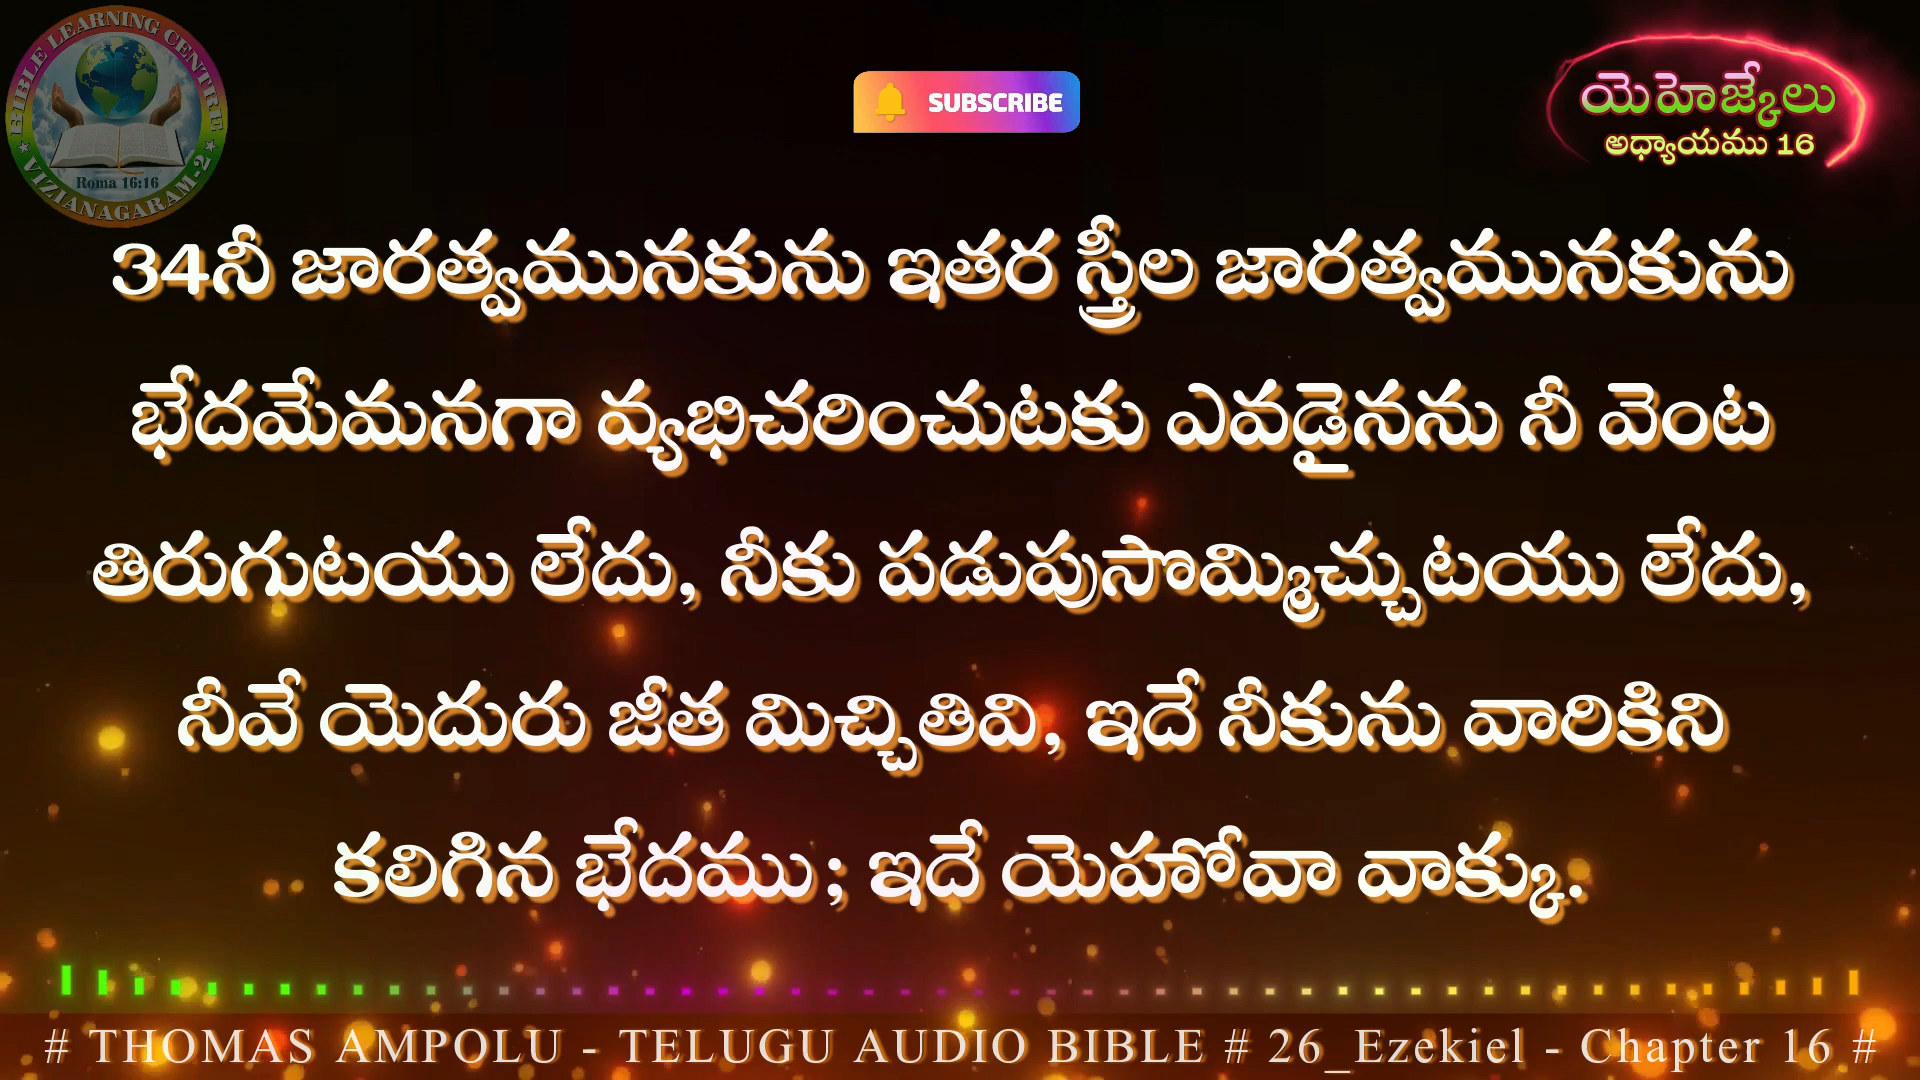 BIBLE LEARNING CENTRE
Roma 16:16
★ VIZIANAGARAM-2 ★
SUBSCRIBE
యెహెజ్కేలు
అధ్యాయము 16
34నీ జారత్వమునకును ఇతర స్త్రీల జారత్వమునకును
భేదమేమనగా వ్యభిచరించుటకు ఎవడైనను నీ వెంట
తిరుగుటయు లేదు, నీకు పడుపుసొమ్మిచ్చుటయు లేదు,
నీవే యెదురు జీత మిచ్చితివి, ఇదే నీకును వారికిని
కలిగిన భేదము; ఇదే యెహోవా వాక్కు.
# THOMAS AMPOLU - TELUGU AUDIO BIBLE # 26_Ezekiel - Chapter 16 #